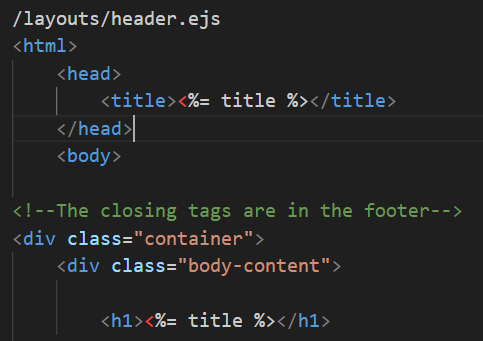 /layouts/header.ejs
<html>
    <head>
        <title><%= title %></title>
    </head>
    <body>
<!--The closing tags are in the footer-->
<div class="container">
    <div class="body-content">
        <h1><%= title %></h1>